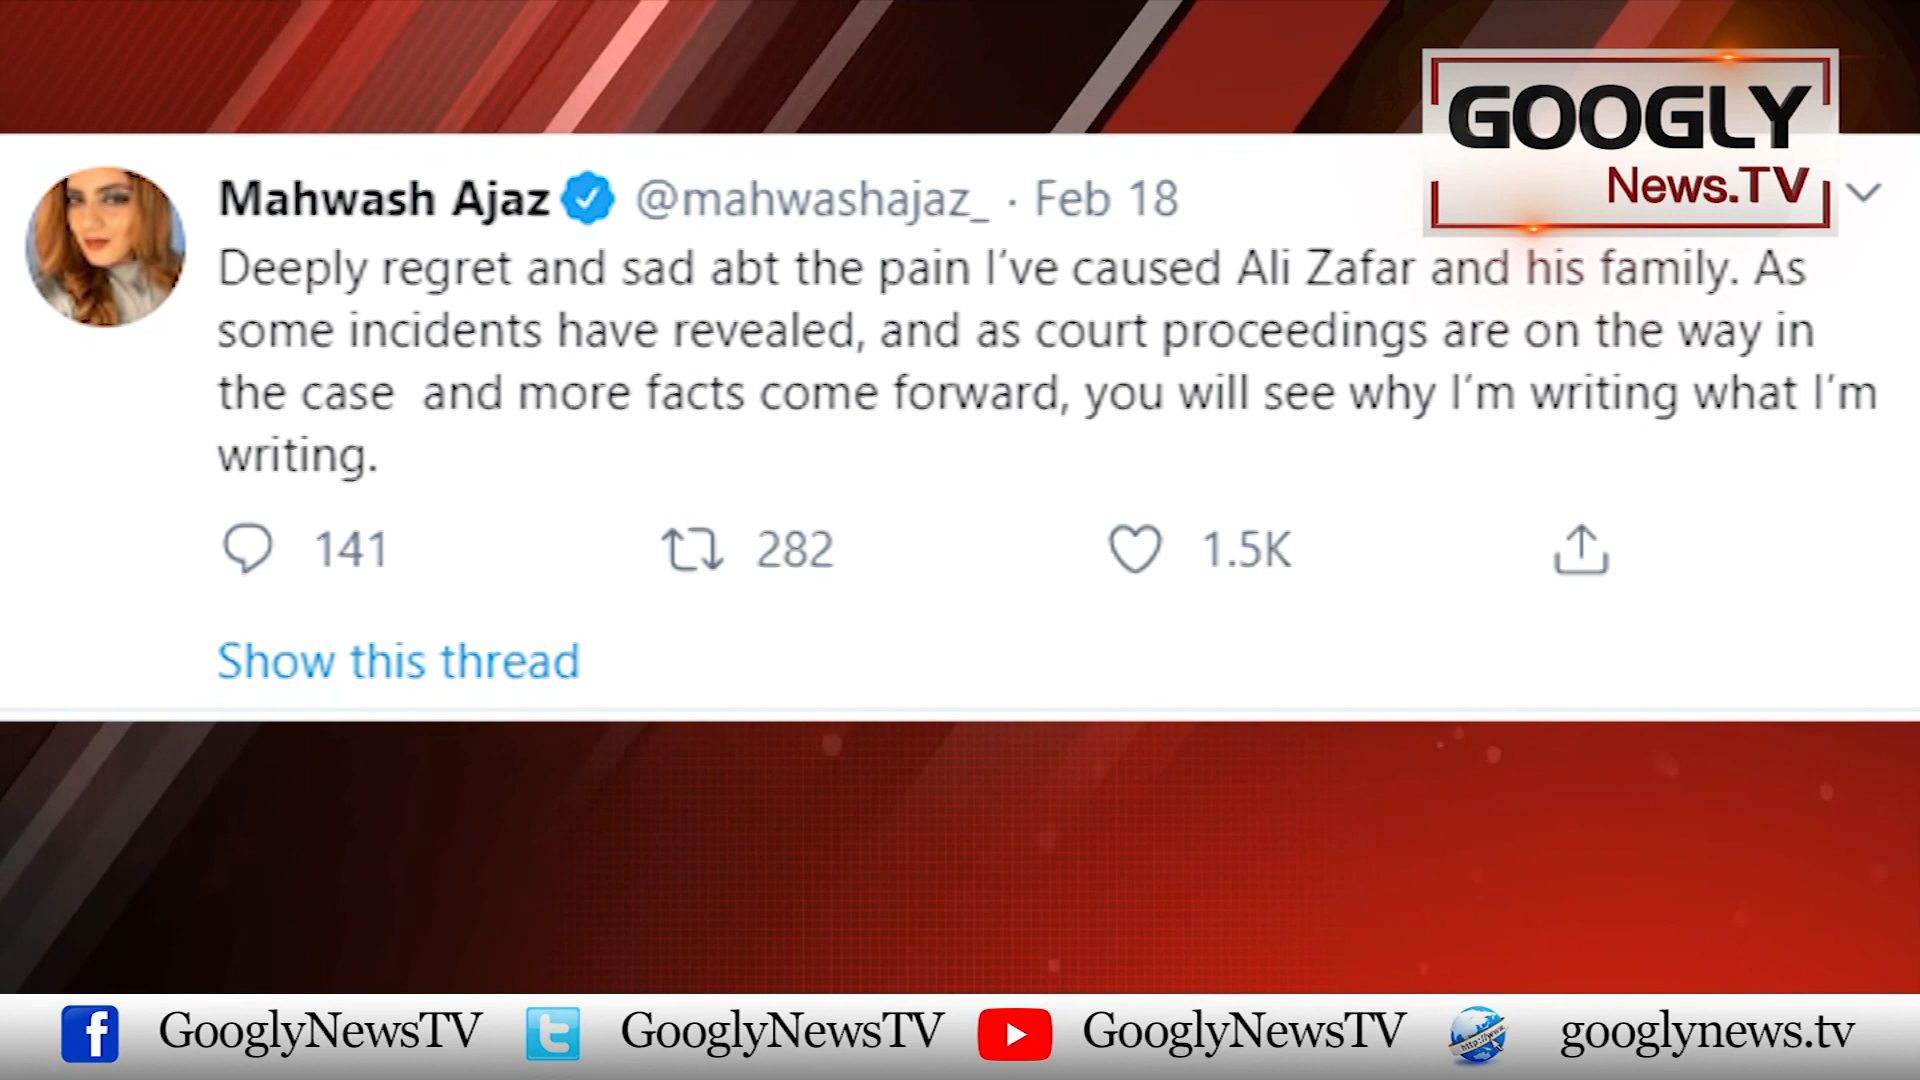 GOOGLY
News.TV
Mahwash Ajaz @mahwashajaz_ · Feb 18
Deeply regret and sad abt the pain I've caused Ali Zafar and his family. As
some incidents have revealed, and as court proceedings are on the way in
the case and more facts come forward, you will see why I'm writing what I'm
writing.
141 282 1.5K
Show this thread
f GooglyNewsTV t GooglyNewsTV GooglyNewsTV http://www. googlynews.tv